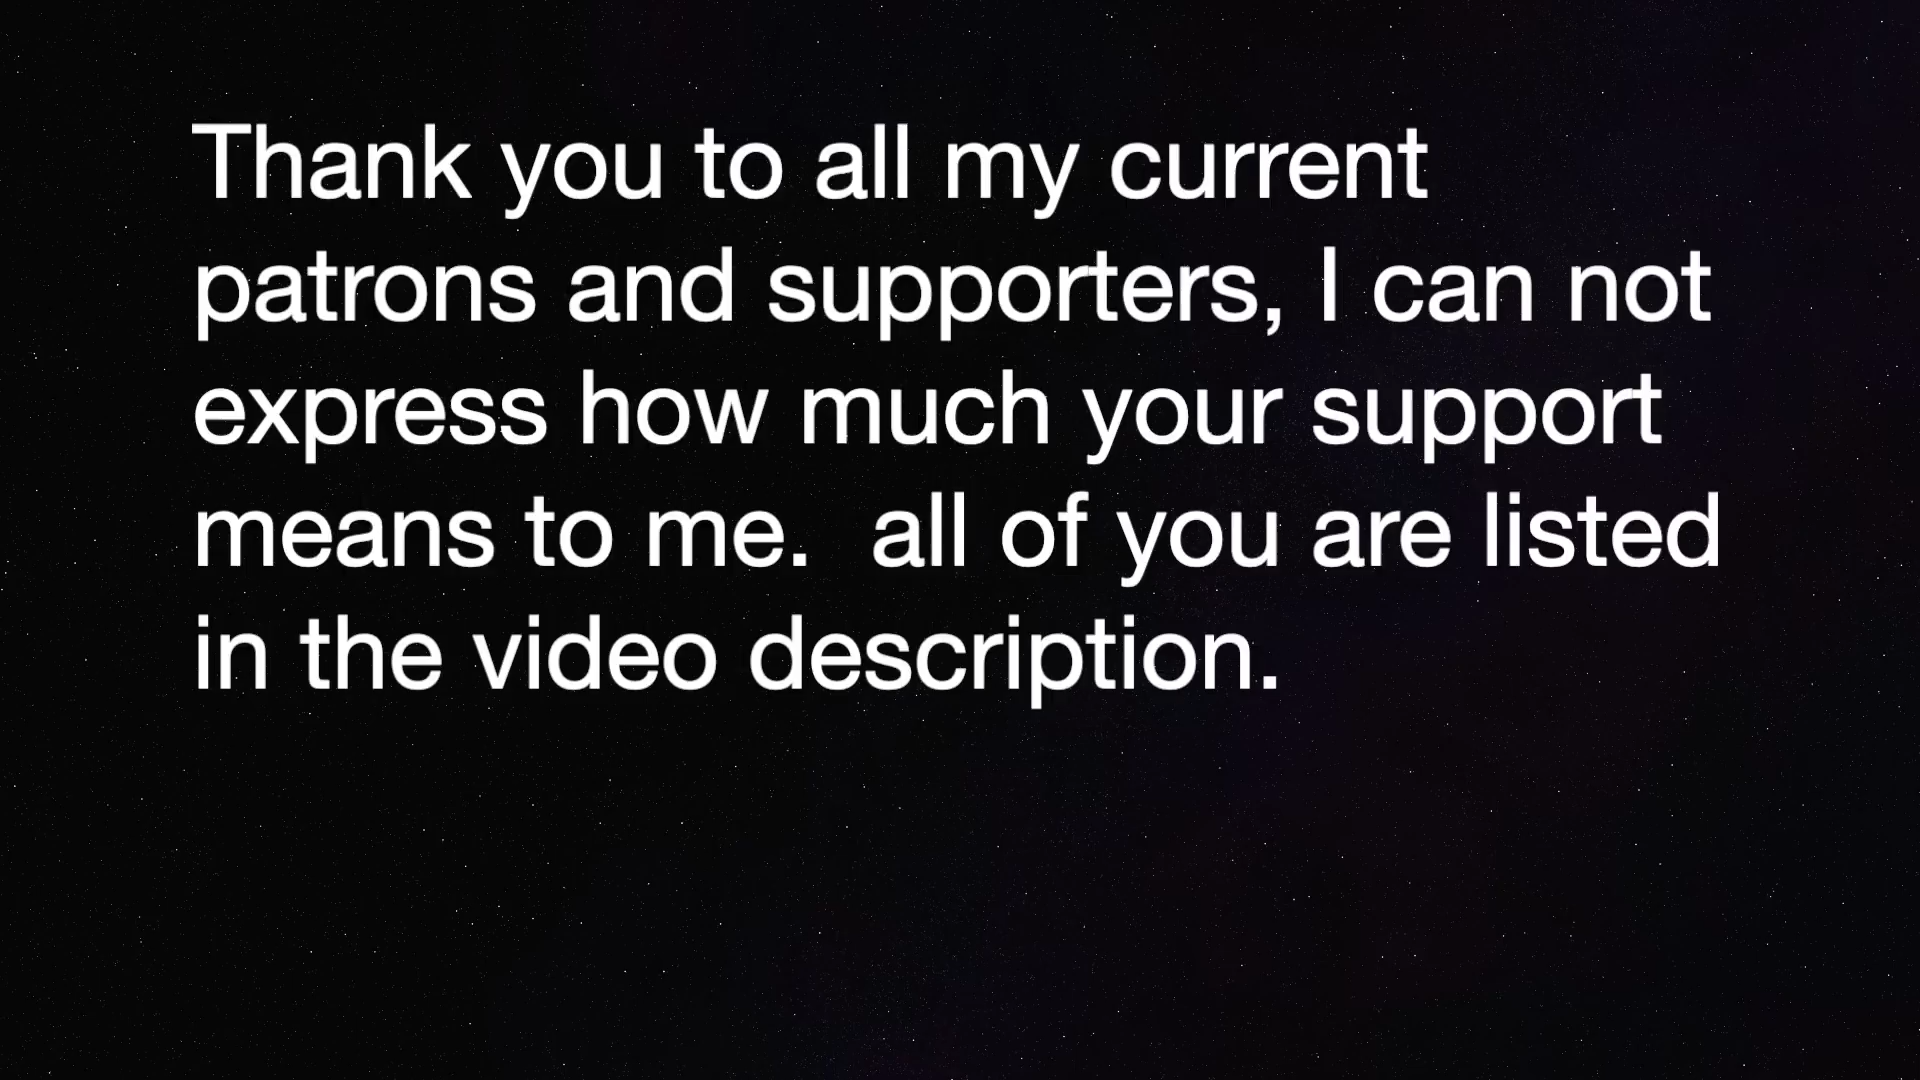 Thank you to all my current
patrons and supporters, I can not
express how much your support
means to me.  all of you are listed
in the video description.